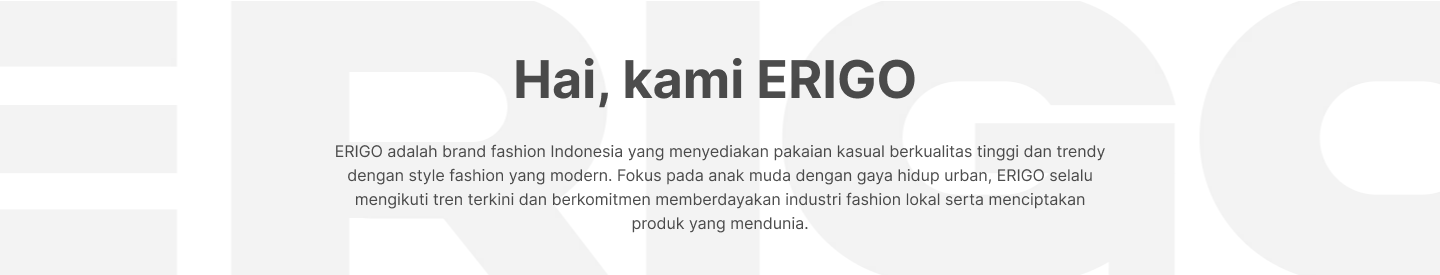 ERIGO
Hai, kami ERIGO
ERIGO adalah brand fashion Indonesia yang menyediakan pakaian kasual berkualitas tinggi dan trendy
dengan style fashion yang modern. Fokus pada anak muda dengan gaya hidup urban, ERIGO selalu
mengikuti tren terkini dan berkomitmen memberdayakan industri fashion lokal serta menciptakan
produk yang mendunia.